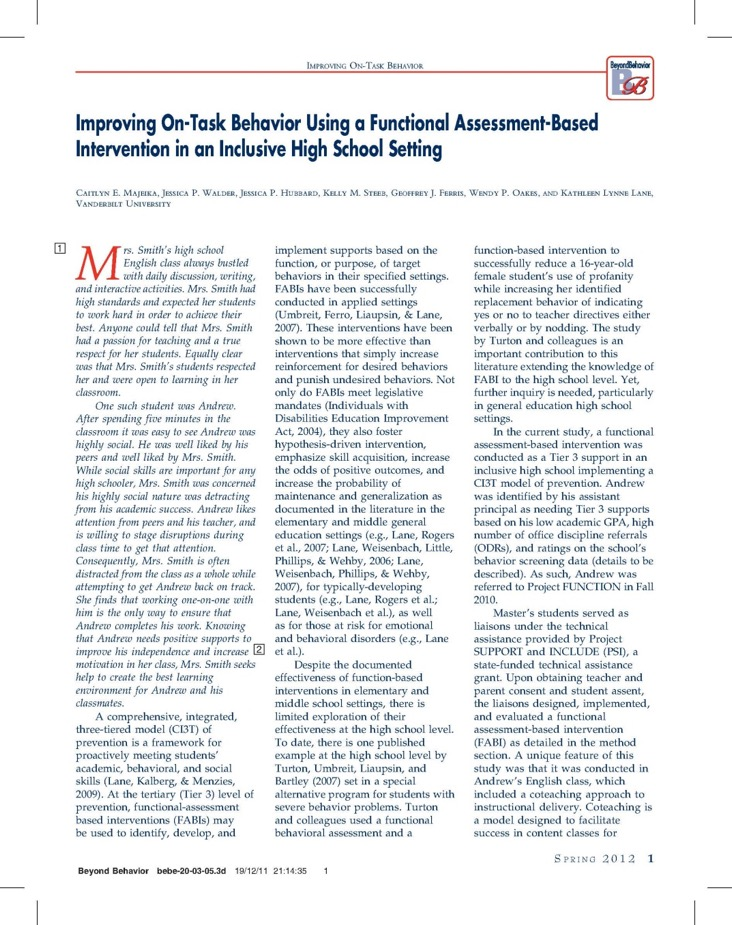 IMPROVING ON-TASK BEHAVIOR
BeyondBehavior
B
Improving On-Task Behavior Using a Functional Assessment-Based
Intervention in an Inclusive High School Setting
CAITLYN E. MAJEIKA, JESSICA P. WALDER, JESSICA P. HUBBARD, KELLY M. STEEB, GEOFFREY J. FERRIS, WENDY P. OAKES, AND KATHLEEN LYNNE LANE,
VANDERBILT UNIVERSITY
1
Mrs. Smith's high school
English class always bustled
with daily discussion, writing,
and interactive activities. Mrs. Smith had
high standards and expected her students
to work hard in order to achieve their
best. Anyone could tell that Mrs. Smith
had a passion for teaching and a true
respect for her students. Equally clear
was that Mrs. Smith's students respected
her and were open to learning in her
classroom.
One such student was Andrew.
After spending five minutes in the
classroom it was easy to see Andrew was
highly social. He was well liked by his
peers and well liked by Mrs. Smith.
While social skills are important for any
high schooler, Mrs. Smith was concerned
his highly social nature was detracting
from his academic success. Andrew likes
attention from peers and his teacher, and
is willing to stage disruptions during
class time to get that attention.
Consequently, Mrs. Smith is often
distracted from the class as a whole while
attempting to get Andrew back on track.
She finds that working one-on-one with
him is the only way to ensure that
Andrew completes his work. Knowing
that Andrew needs positive supports to
improve his independence and increase 2
motivation in her class, Mrs. Smith seeks
help to create the best learning
environment for Andrew and his
classmates.
A comprehensive, integrated,
three-tiered model (CI3T) of
prevention is a framework for
proactively meeting students'
academic, behavioral, and social
skills (Lane, Kalberg, & Menzies,
2009). At the tertiary (Tier 3) level of
prevention, functional-assessment
based interventions (FABIs) may
be used to identify, develop, and
implement supports based on the
function, or purpose, of target
behaviors in their specified settings.
FABIs have been successfully
conducted in applied settings
(Umbreit, Ferro, Liaupsin, & Lane,
2007). These interventions have been
shown to be more effective than
interventions that simply increase
reinforcement for desired behaviors
and punish undesired behaviors. Not
only do FABIs meet legislative
mandates (Individuals with
Disabilities Education Improvement
Act, 2004), they also foster
hypothesis-driven intervention,
emphasize skill acquisition, increase
the odds of positive outcomes, and
increase the probability of
maintenance and generalization as
documented in the literature in the
elementary and middle general
education settings (e.g., Lane, Rogers
et al., 2007; Lane, Weisenbach, Little,
Phillips, & Wehby, 2006; Lane,
Weisenbach, Phillips, & Wehby,
2007), for typically-developing
students (e.g., Lane, Rogers et al.;
Lane, Weisenbach et al.), as well
as for those at risk for emotional
and behavioral disorders (e.g., Lane
et al.).
Despite the documented
effectiveness of function-based
interventions in elementary and
middle school settings, there is
limited exploration of their
effectiveness at the high school level.
To date, there is one published
example at the high school level by
Turton, Umbreit, Liaupsin, and
Bartley (2007) set in a special
alternative program for students with
severe behavior problems. Turton
and colleagues used a functional
behavioral assessment and a
function-based intervention to
successfully reduce a 16-year-old
female student's use of profanity
while increasing her identified
replacement behavior of indicating
yes or no to teacher directives either
verbally or by nodding. The study
by Turton and colleagues is an
important contribution to this
literature extending the knowledge of
FABI to the high school level. Yet,
further inquiry is needed, particularly
in general education high school
settings.
In the current study, a functional
assessment-based intervention was
conducted as a Tier 3 support in an
inclusive high school implementing a
CI3T model of prevention. Andrew
was identified by his assistant
principal as needing Tier 3 supports
based on his low academic GPA, high
number of office discipline referrals
(ODRs), and ratings on the school's
behavior screening data (details to be
described). As such, Andrew was
referred to Project FUNCTION in Fall
2010.
Master's students served as
liaisons under the technical
assistance provided by Project
SUPPORT and INCLUDE (PSI), a
state-funded technical assistance
grant. Upon obtaining teacher and
parent consent and student assent,
the liaisons designed, implemented,
and evaluated a functional
assessment-based intervention
(FABI) as detailed in the method
section. A unique feature of this
study was that it was conducted in
Andrew's English class, which
included a coteaching approach to
instructional delivery. Coteaching is
a model designed to facilitate
success in content classes for
SPRING 2012 1
Beyond Behavior bebe-20-03-05.3d 19/12/11 21:14:35 1